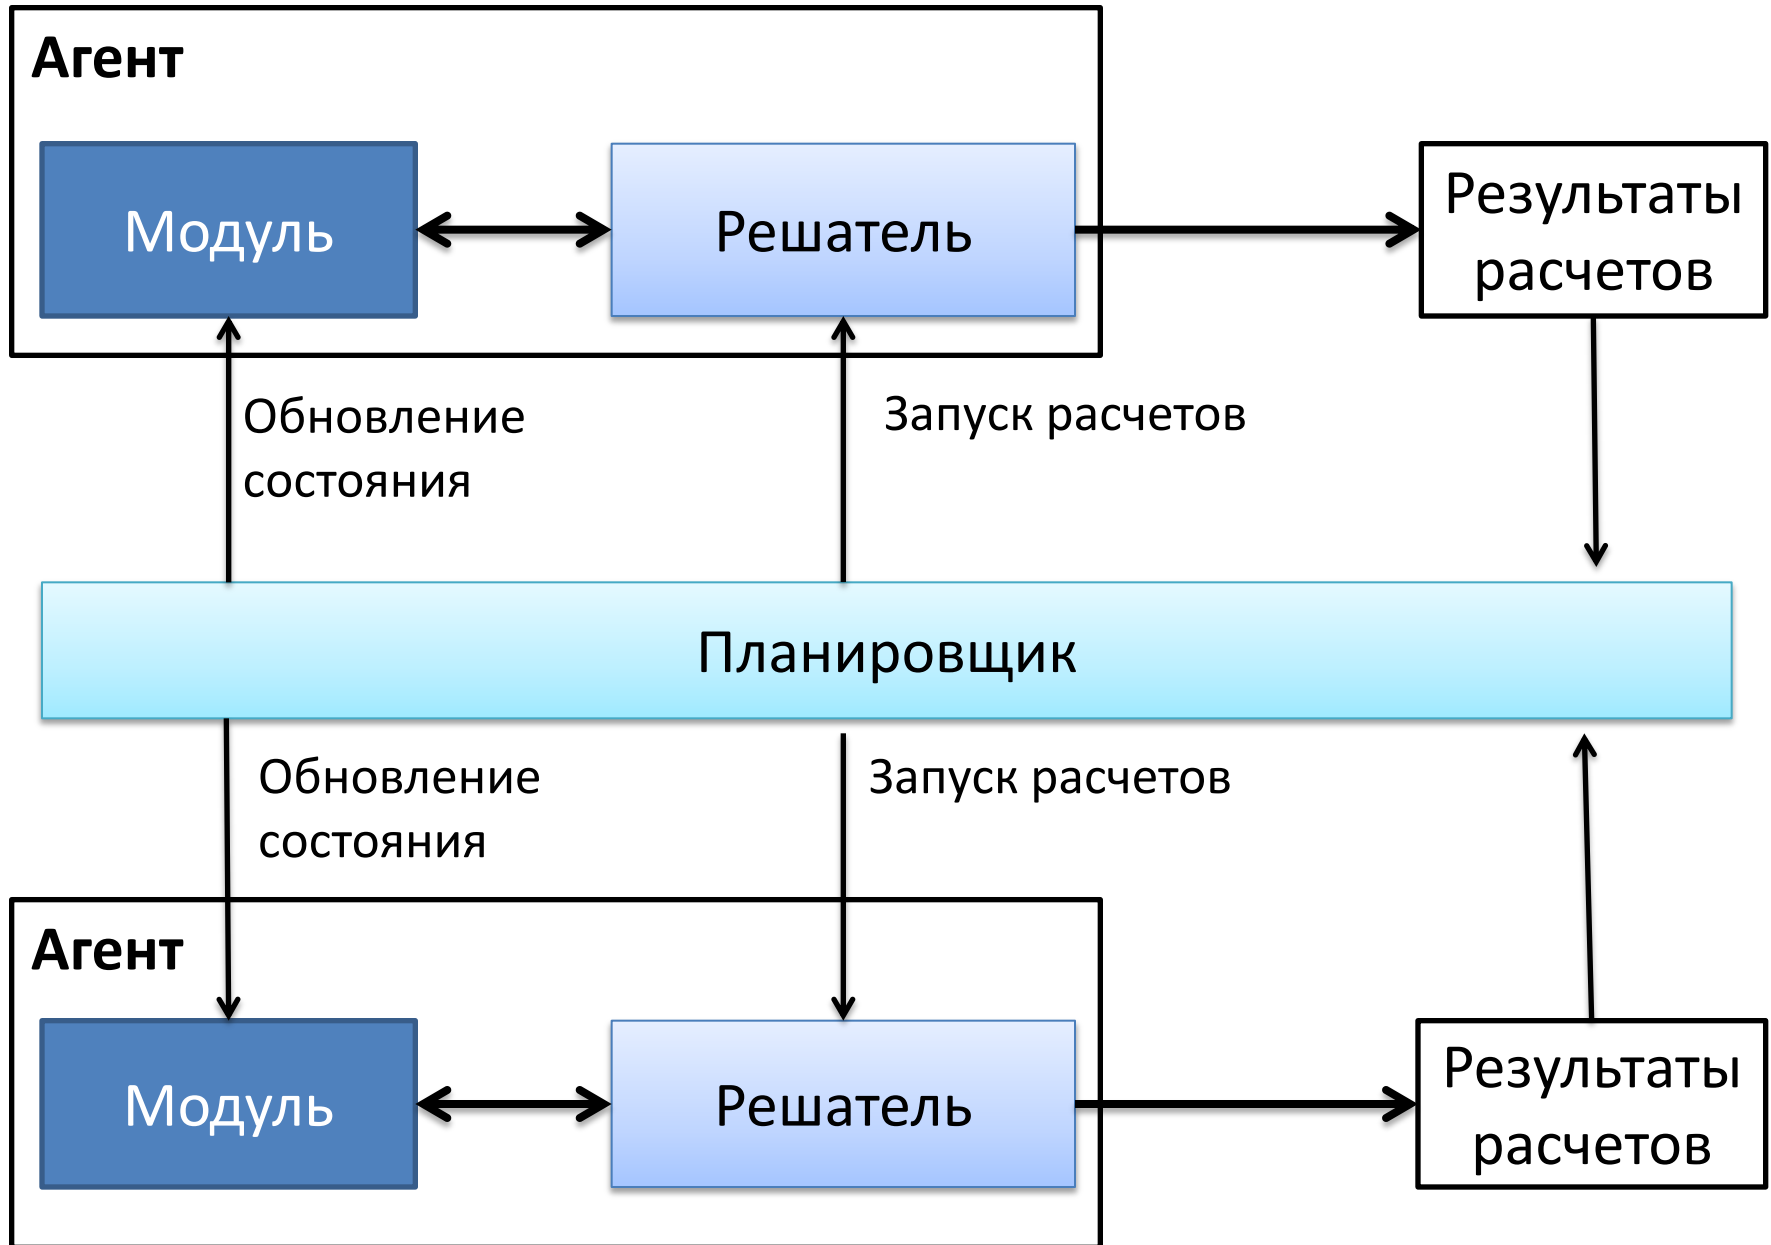 Агент
Модуль
Решатель
Результаты
расчетов
Обновление
состояния
Запуск расчетов
Планировщик
Обновление
состояния
Запуск расчетов
Агент
Модуль
Решатель
Результаты
расчетов